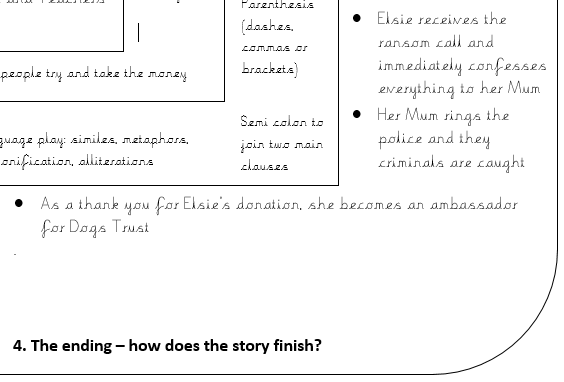 and Teachers
people try and take the money
guage play: similes, metaphors,
onification, alliterations
Parenthesis
(dashes,
commas or
brackets)
Semi colon to
join two main
clauses
● Elsie receives the
ransom call and
immediately confesses
everything to her Mum
● Her Mum rings the
police and they
criminals are caught
● As a thank you for Elsie's donation, she becomes an ambassador
for Dogs Trust
.
4. The ending – how does the story finish?